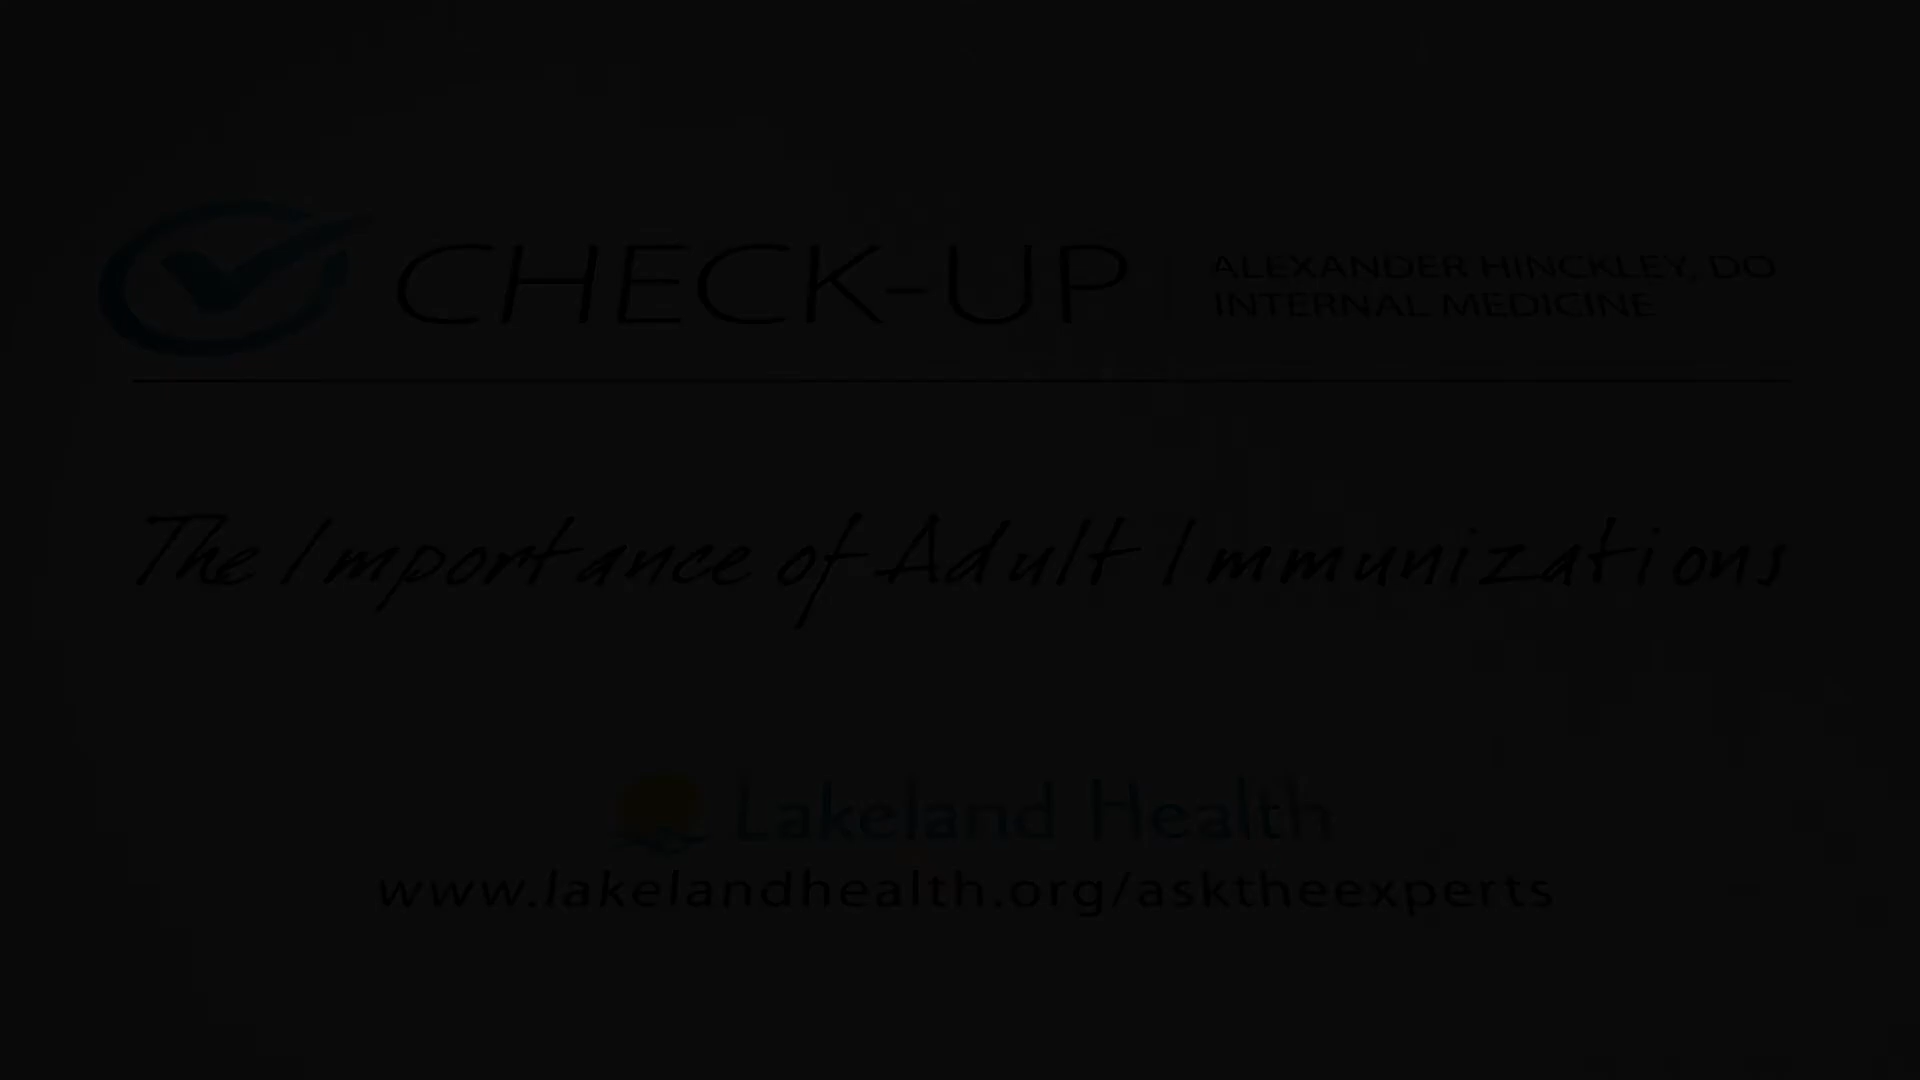 CHECK-UP
ALEXANDER HINCKLEY, DO
INTERNAL MEDICINE
The Importance of Adult Immunizations
Lakeland Health
www.lakelandhealth.org/asktheexperts